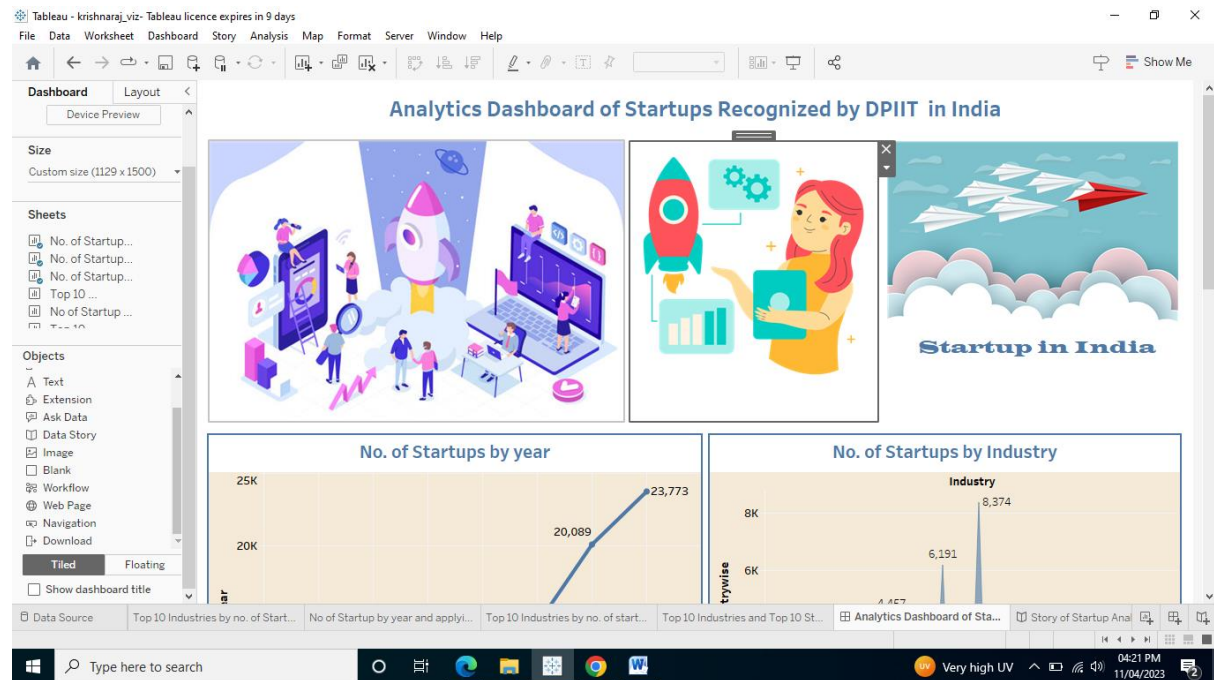 Tableau - krishnaraj_viz- Tableau licence expires in 9 days
File Data Worksheet Dashboard Story Analysis Map Format Server Window Help
Show Me
Dashboard Layout
Analytics Dashboard of Startups Recognized by DPIIT in India
Device Preview
Size
Custom size (1129 x 1500)
Sheets
No. of Startup...
No. of Startup...
No. of Startup...
Top 10 ...
No of Startup ...
Startup in India
Objects
A Text
Extension
Ask Data
Data Story
Image
Blank
Workflow
Web Page
Navigation
Download
Tiled Floating
Show dashboard title
No. of Startups by year
25K
23,773
20,089
20K
No. of Startups by Industry
Industry
8,374
8K
6,191
6K
4,457
Data Source Top 10 Industries by no. of Start... No of Startup by year and applyi... Top 10 Industries by no. of start... Top 10 Industries and Top 10 St... Analytics Dashboard of Sta... Story of Startup Anal
Type here to search
W
UV Very high UV
04:21 PM
11/04/2023
2